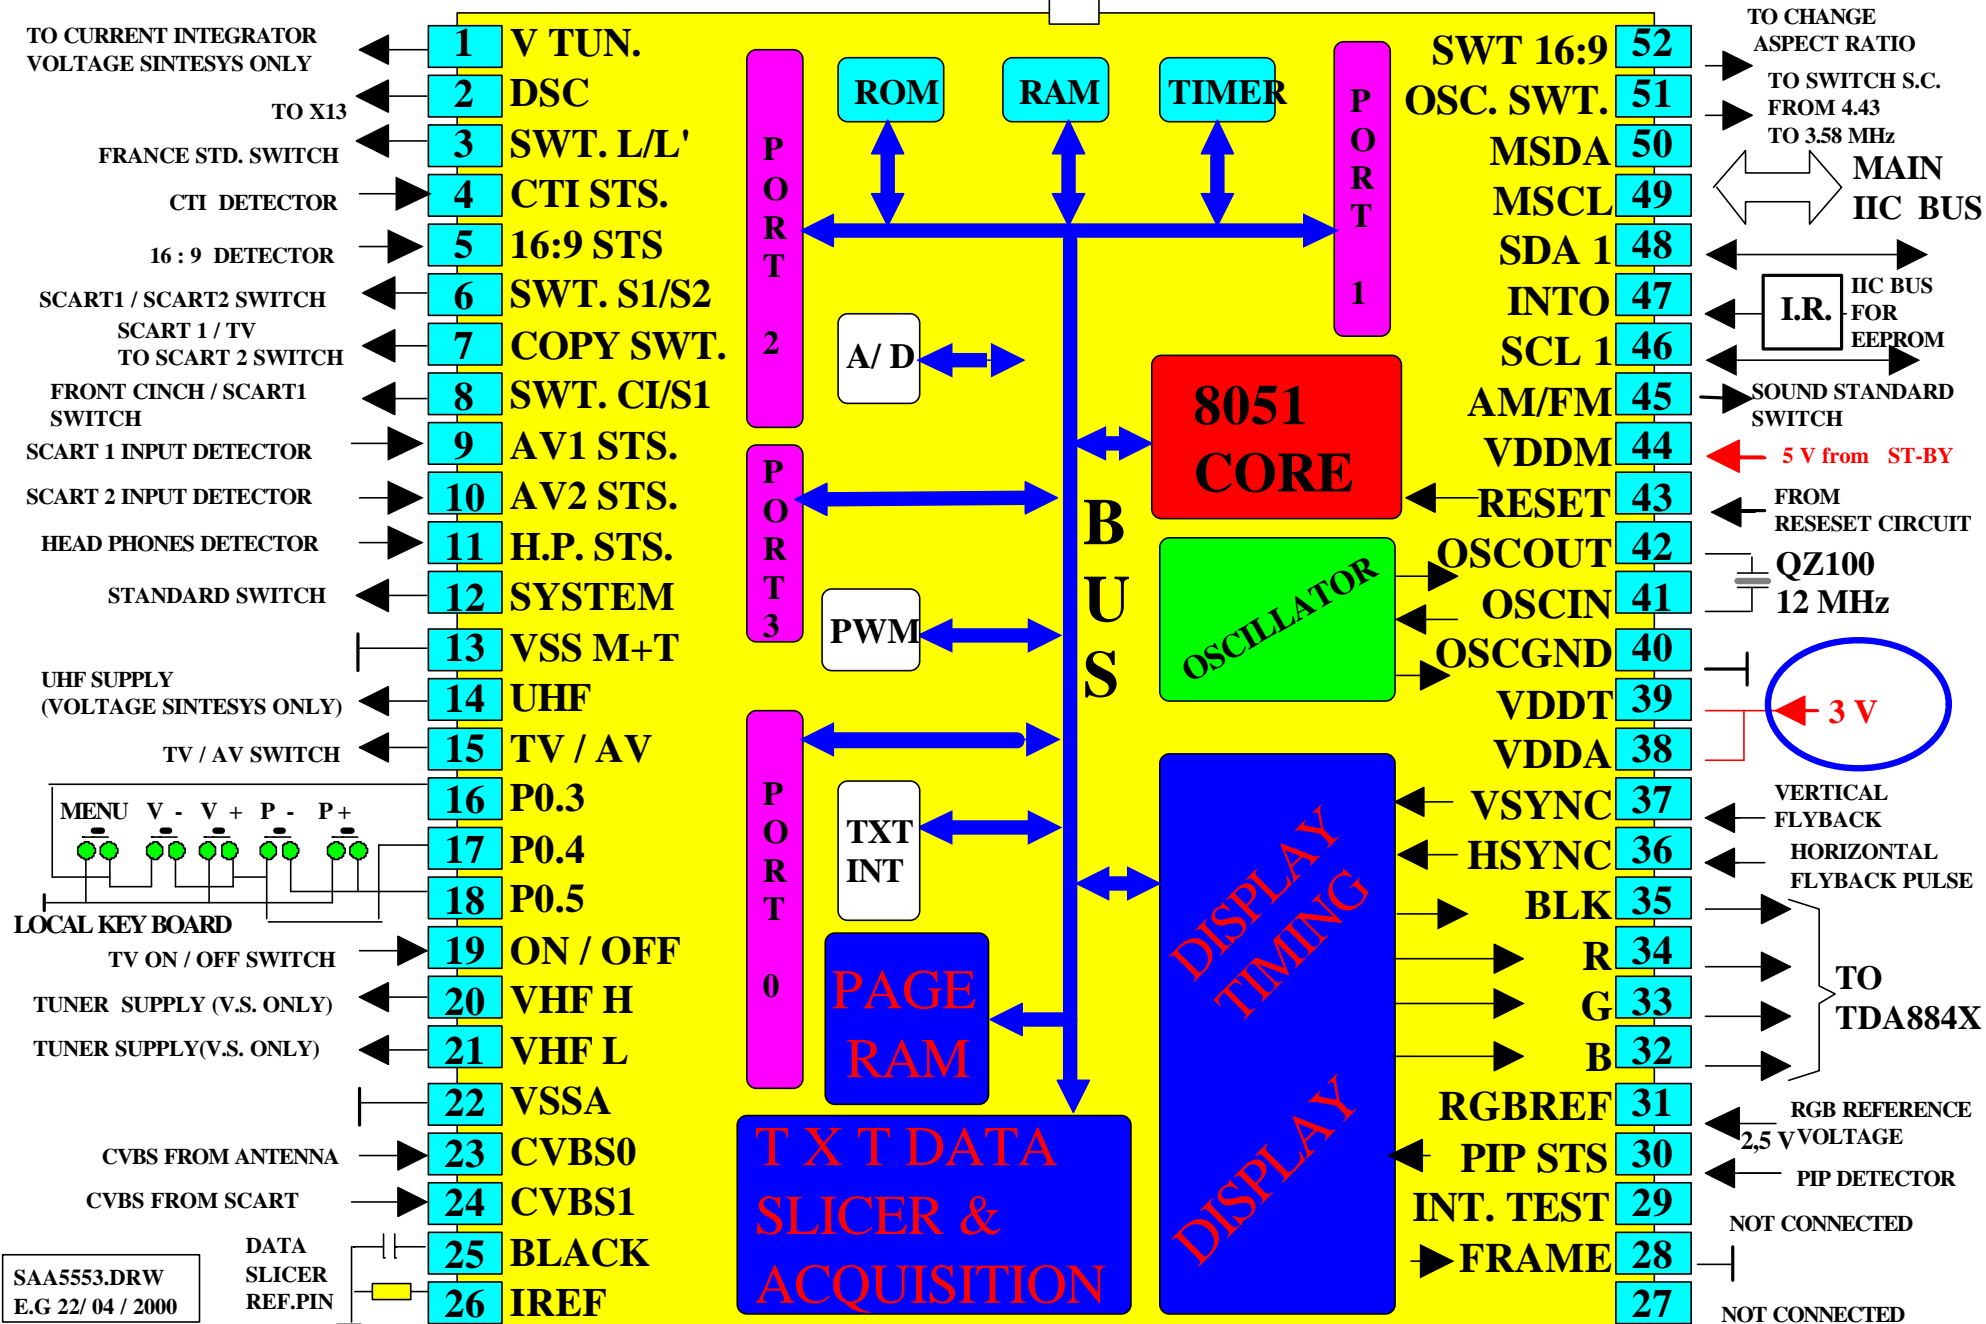 TO CURRENT INTEGRATOR
VOLTAGE SINTESYS ONLY
1 V TUN.
TO X13
2 DSC
FRANCE STD. SWITCH
3 SWT. L/L'
CTI DETECTOR
4 CTI STS.
16 : 9 DETECTOR
5 16:9 STS
SCART1 / SCART2 SWITCH
6 SWT. S1/S2
SCART 1 / TV
TO SCART 2 SWITCH
7 COPY SWT.
FRONT CINCH / SCART1
SWITCH
8 SWT. CI/S1
SCART 1 INPUT DETECTOR
9 AV1 STS.
SCART 2 INPUT DETECTOR
10 AV2 STS.
HEAD PHONES DETECTOR
11 H.P. STS.
STANDARD SWITCH
12 SYSTEM
13 VSS M+T
UHF SUPPLY
(VOLTAGE SINTESYS ONLY)
14 UHF
TV / AV SWITCH
15 TV / AV
16 P0.3
MENU V - V + P - P +
17 P0.4
18 P0.5
LOCAL KEY BOARD
TV ON / OFF SWITCH
19 ON / OFF
TUNER SUPPLY (V.S. ONLY)
20 VHF H
TUNER SUPPLY(V.S. ONLY)
21 VHF L
22 VSSA
CVBS FROM ANTENNA
23 CVBS0
CVBS FROM SCART
24 CVBS1
DATA
SLICER
REF.PIN
25 BLACK
26 IREF
SAA5553.DRW
E.G 22/ 04 / 2000
PORT 2
PORT3
PORT 0
ROM
RAM
TIMER
PORT 1
A/ D
PWM
TXT
INT
PAGE
RAM
T X T DATA
SLICER &
ACQUISITION
BUS
8051
CORE
OSCILLATOR
DISPLAY
TIMING
DISPLAY
SWT 16:9 52
TO CHANGE
ASPECT RATIO
OSC. SWT. 51
TO SWITCH S.C.
FROM 4.43
TO 3.58 MHz
MSDA 50
MSCL 49
MAIN
IIC BUS
SDA 1 48
INTO 47
I.R.
IIC BUS
FOR
EEPROM
SCL 1 46
AM/FM 45
SOUND STANDARD
SWITCH
VDDM 44
5 V from ST-BY
RESET 43
FROM
RESESET CIRCUIT
OSCOUT 42
OSCIN 41
QZ100
12 MHz
OSCGND 40
VDDT 39
3 V
VDDA 38
VSYNC 37
VERTICAL
FLYBACK
HSYNC 36
HORIZONTAL
FLYBACK PULSE
BLK 35
R 34
G 33
B 32
TO
TDA884X
RGBREF 31
RGB REFERENCE
2,5 V VOLTAGE
PIP STS 30
PIP DETECTOR
INT. TEST 29
NOT CONNECTED
FRAME 28
27
NOT CONNECTED